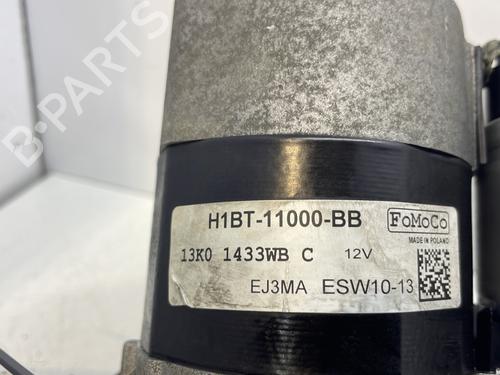 B-PARTS
H1BT-11000-BB
FoMoCo
MADE IN POLAND
13K0 1433WB C 12V
EJ3MA ESW10-13